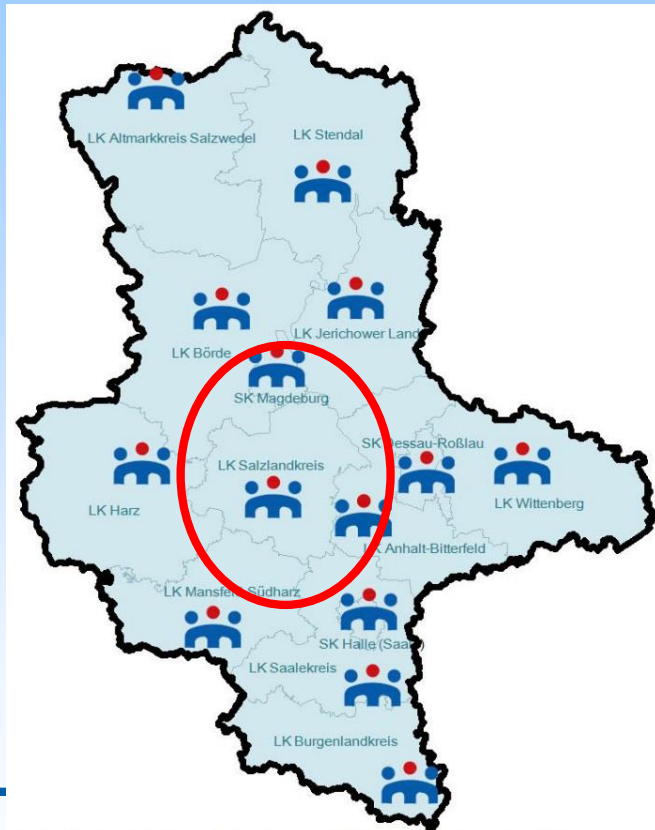 LK Altmarkkreis Salzwedel
LK Stendal
LK Jerichower Land
LK Börde
SK Magdeburg
SK Dessau-Roßlau
LK Salzlandkreis
LK Wittenberg
LK Harz
LK Anhalt-Bitterfeld
LK Mansfeld-Südharz
SK Halle (Saale)
LK Saalekreis
LK Burgenlandkreis